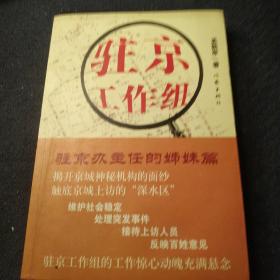 驻京
工作组
驻京办主任的姊妹篇
揭开京城神秘机构的面纱
触底京城上访的“深水区”
维护社会稳定
处理突发事件
接待上访人员
反映百姓意见
驻京工作组的工作惊心动魄充满悬念